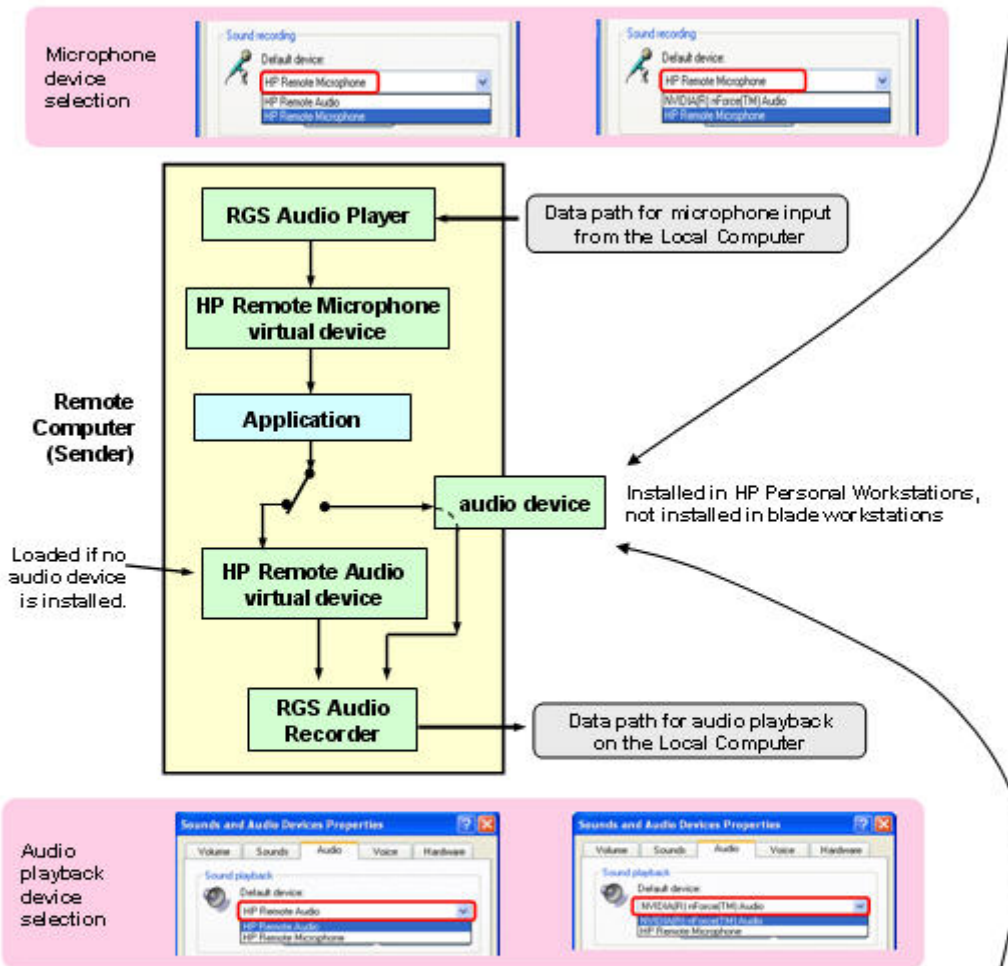 Microphone
device
selection
Sound recording
Default device:
HP Remote Microphone
HP Remote Audio
HP Remote Microphone
Sound recording
Default device:
HP Remote Microphone
NVIDIA(R) nForce(TM) Audio
HP Remote Microphone
RGS Audio Player
Data path for microphone input
from the Local Computer
HP Remote Microphone
virtual device
Remote
Computer
(Sender)
Application
audio device
Installed in HP Personal Workstations,
not installed in blade workstations
Loaded if no
audio device
is installed.
HP Remote Audio
virtual device
RGS Audio
Recorder
Data path for audio playback
on the Local Computer
Audio
playback
device
selection
Sounds and Audio Devices Properties
Volume Sounds Audio Voice Hardware
Sound playback
Default device:
HP Remote Audio
HP Remote Audio
HP Remote Microphone
Sounds and Audio Devices Properties
Volume Sounds Audio Voice Hardware
Sound playback
Default device:
NVIDIA(R) nForce(TM) Audio
NVIDIA(R) nForce(TM) Audio
HP Remote Microphone